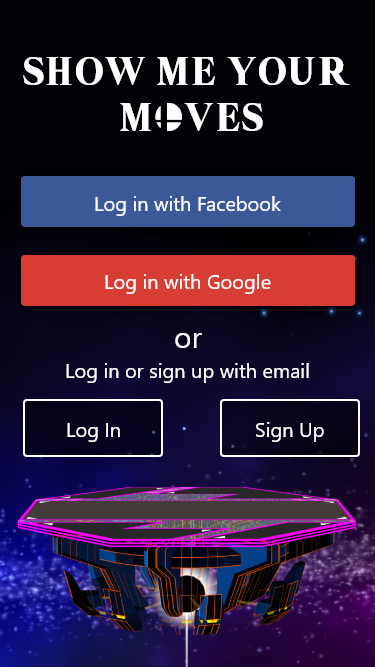 SHOW ME YOUR
MOVES
Log in with Facebook
Log in with Google
or
Log in or sign up with email
Log In
Sign Up